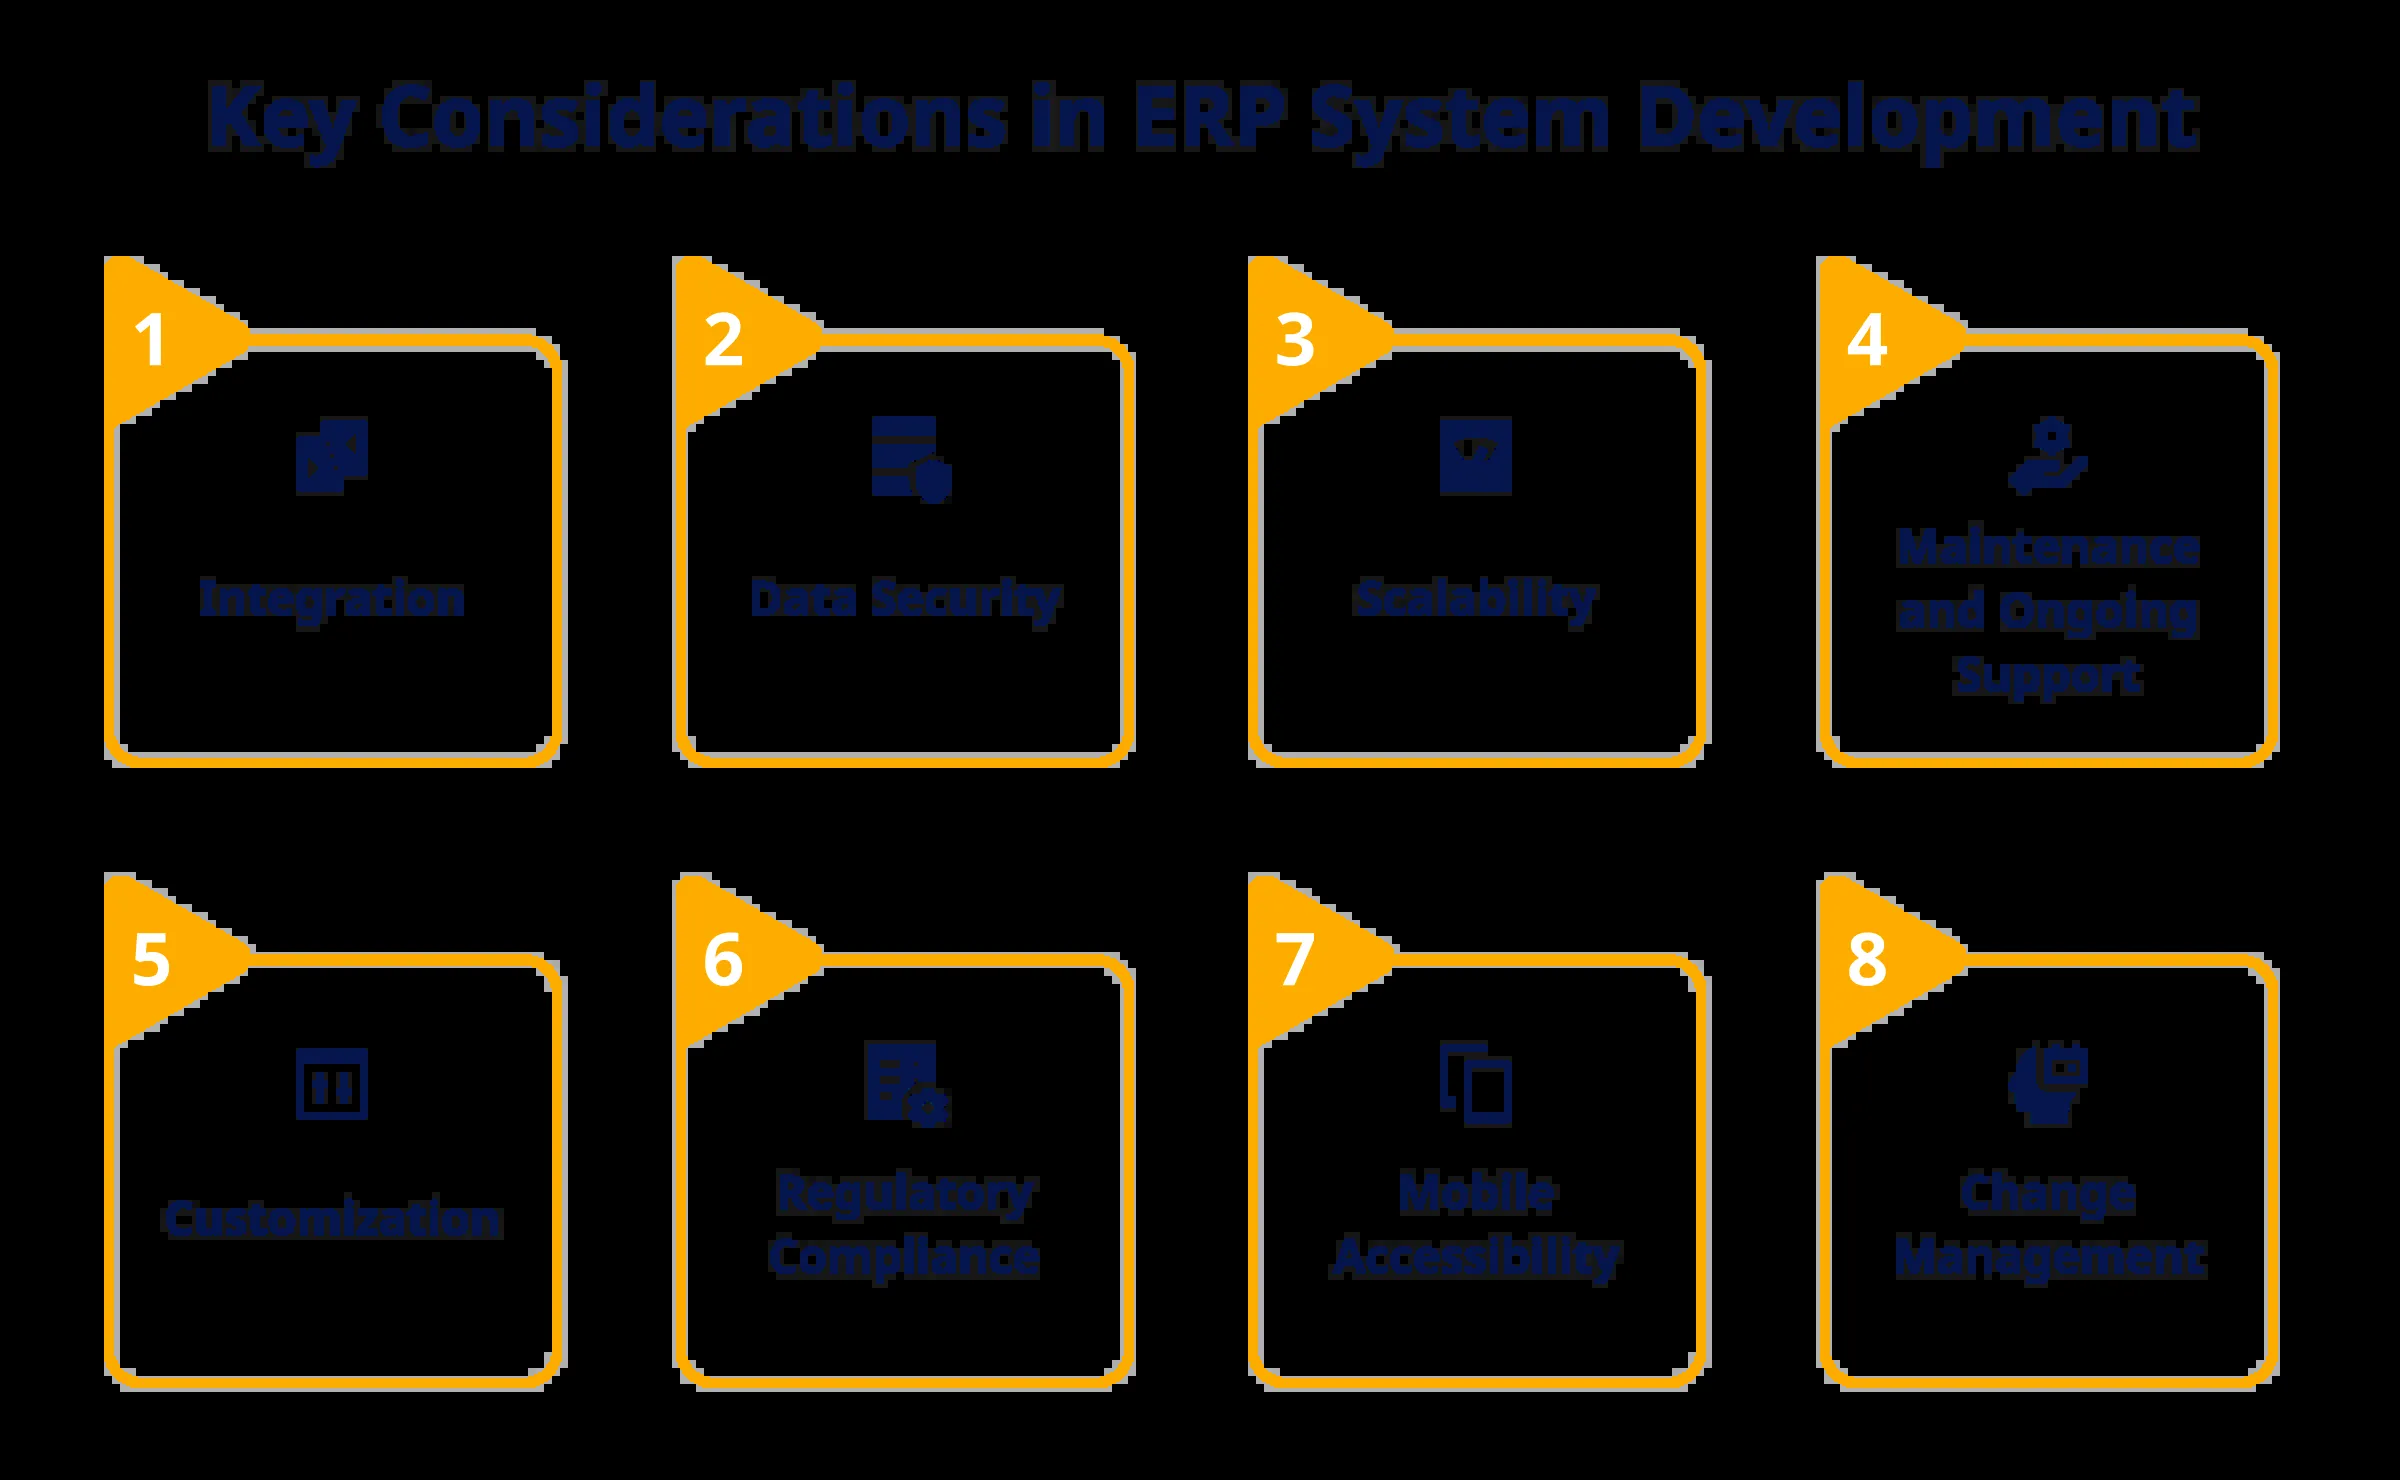 Key Considerations in ERP System Development
1
Integration
2
Data Security
3
Scalability
4
Maintenance
and Ongoing
Support
5
Customization
6
Regulatory
Compliance
7
Mobile
Accessibility
8
Change
Management